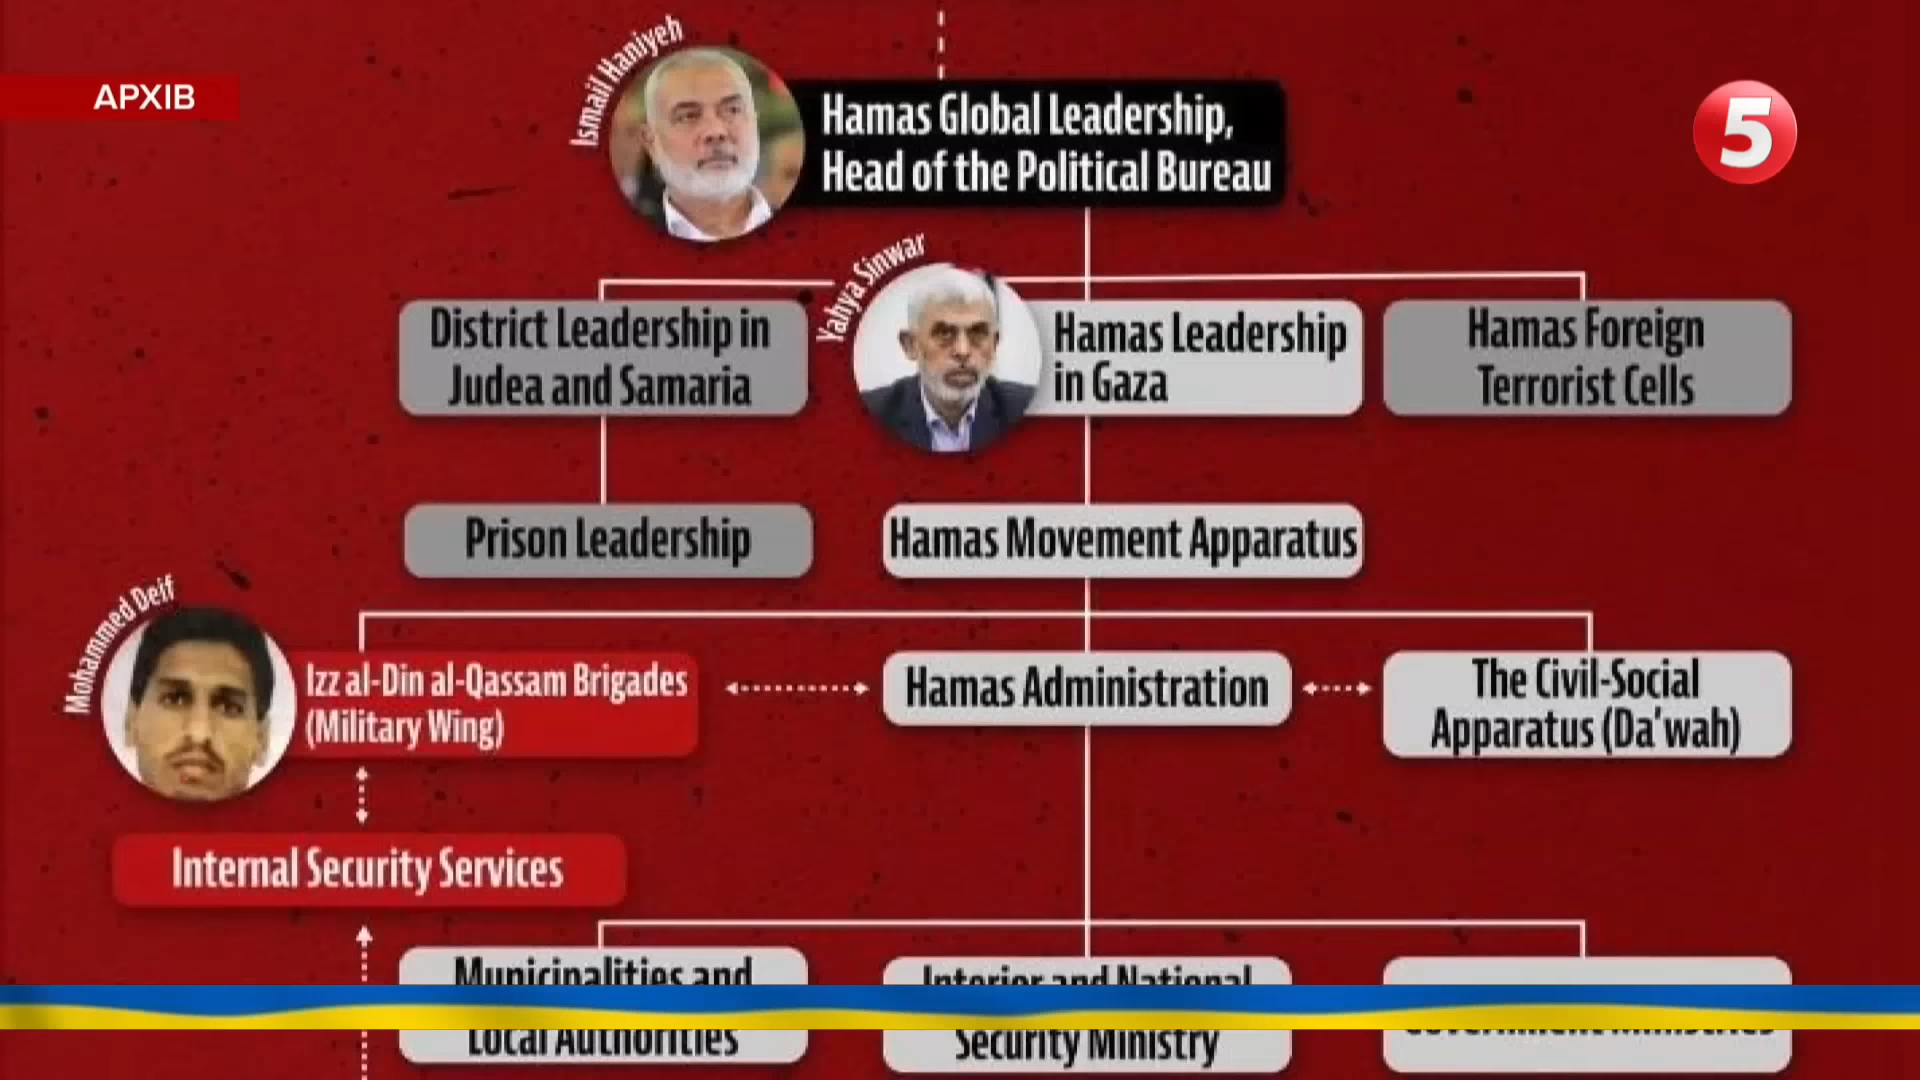 АРХІВ
5
Ismail Haniyeh
Hamas Global Leadership,
Head of the Political Bureau
Yahya Sinwar
District Leadership in
Judea and Samaria
Hamas Leadership
in Gaza
Hamas Foreign
Terrorist Cells
Prison Leadership
Hamas Movement Apparatus
Mohammed Deif
Izz al-Din al-Qassam Brigades
(Military Wing)
Hamas Administration
The Civil-Social
Apparatus (Da'wah)
Internal Security Services
Municipalities and
Local Authorities
Interior and National
Security Ministry
Government Ministries